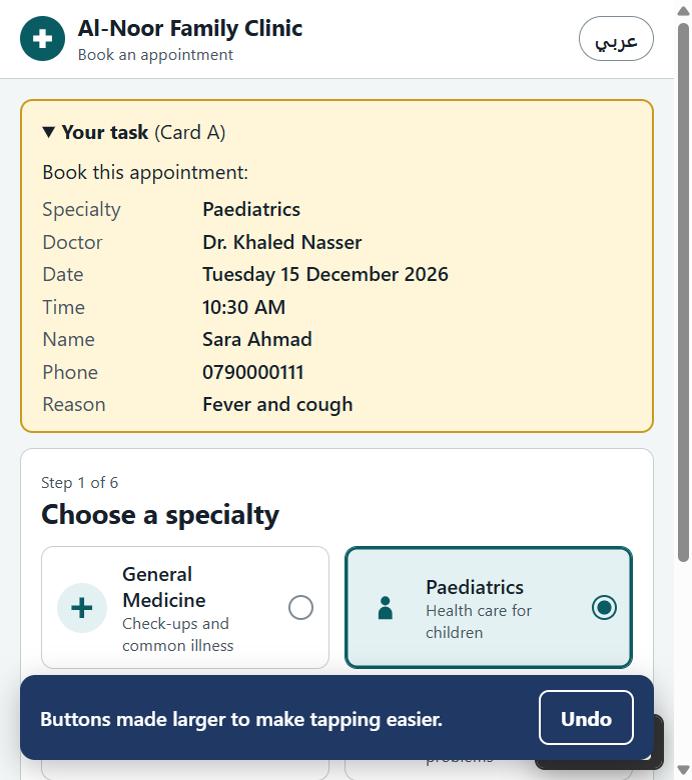 Al-Noor Family Clinic
Book an appointment
عربي
▼ Your task (Card A)
Book this appointment:
Specialty Paediatrics
Doctor Dr. Khaled Nasser
Date Tuesday 15 December 2026
Time 10:30 AM
Name Sara Ahmad
Phone 0790000111
Reason Fever and cough
Step 1 of 6
Choose a specialty
General
Medicine
Check-ups and
common illness
Paediatrics
Health care for
children
Buttons made larger to make tapping easier.
Undo
problems